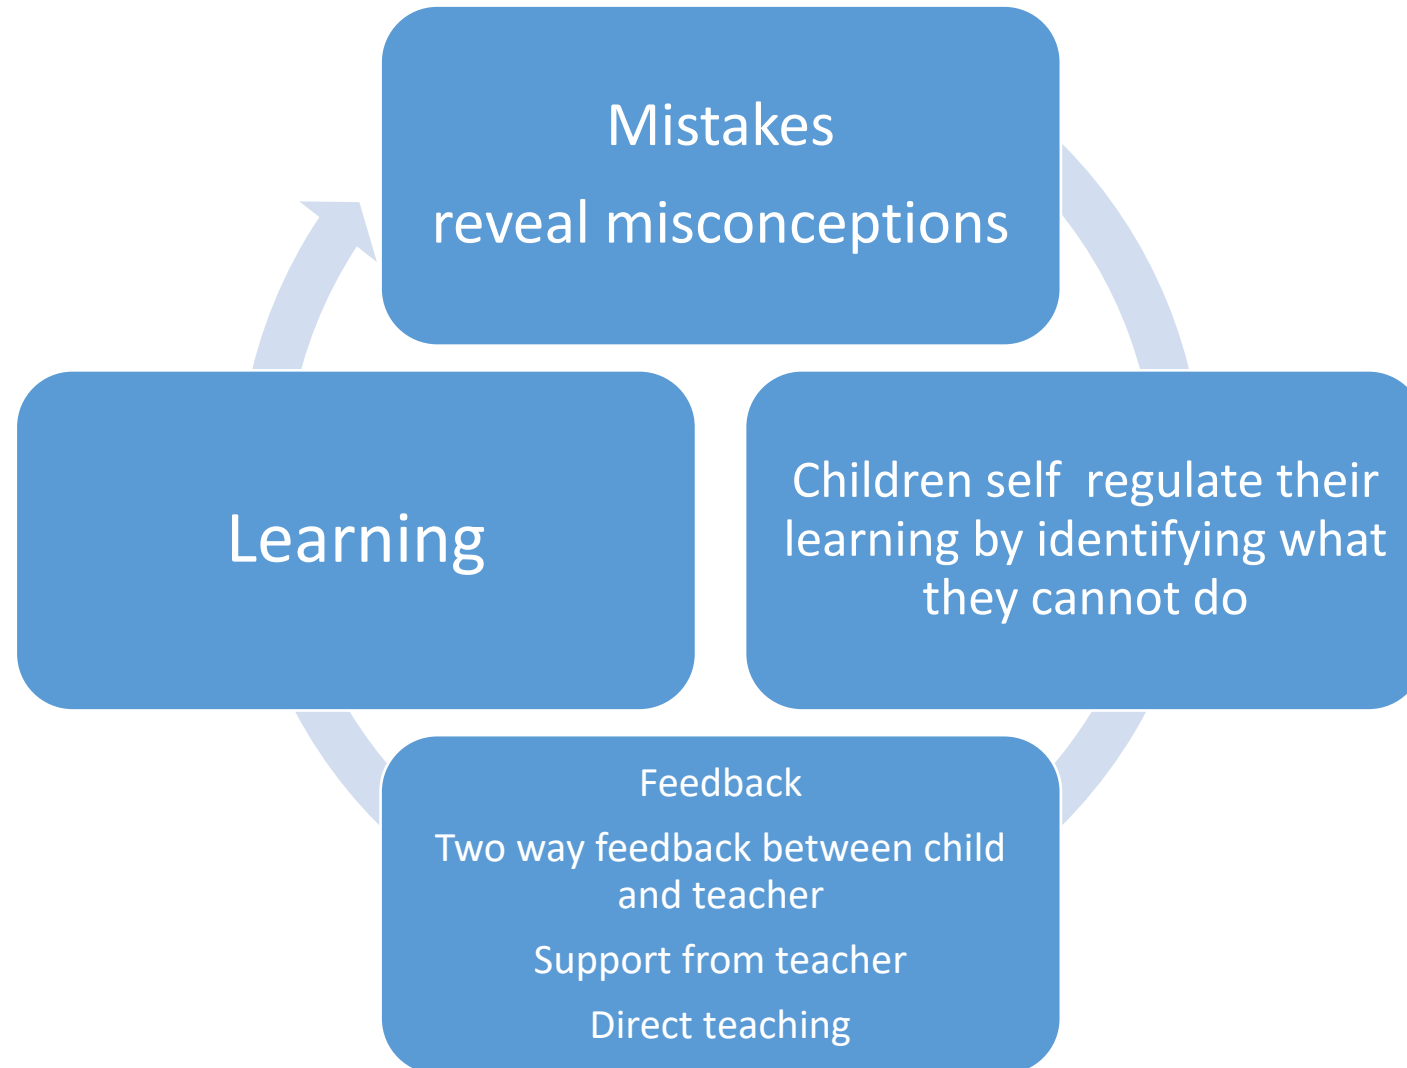 Mistakes
reveal misconceptions
Children self  regulate their
learning by identifying what
they cannot do
Feedback
Two way feedback between child
and teacher
Support from teacher
Direct teaching
Learning